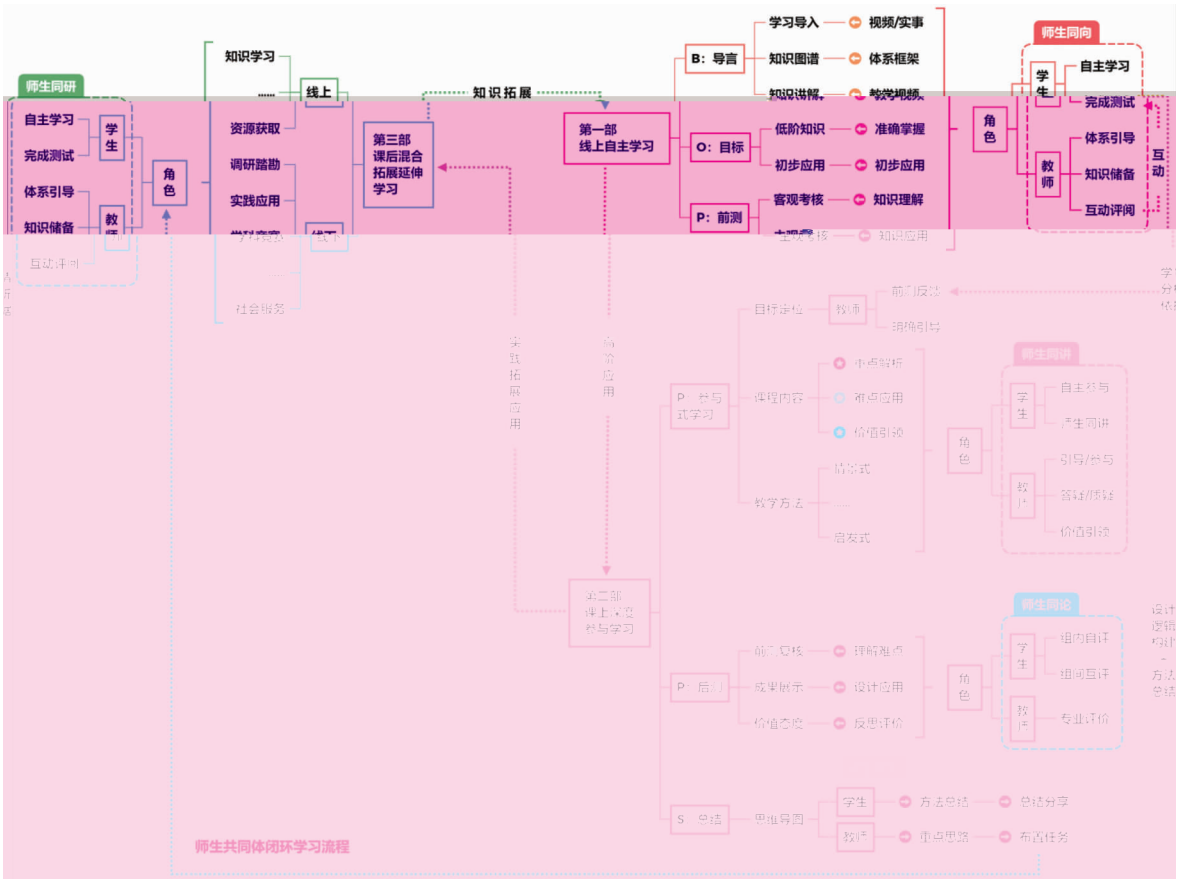 师生同研
自主学习
完成测试
学生
体系引导
知识储备
教师
角色
知识学习
......
资源获取
线上
调研踏勘
实践应用
学科竞赛
线下
社会服务
第三部
课后混合
拓展延伸
学习
知识拓展
第一部
线上自主学习
B：导言
学习导入
视频/实事
知识图谱
体系框架
知识讲解
教学视频
O：目标
低阶知识
准确掌握
初步应用
初步应用
P：前测
客观考核
知识理解
主观考核
知识应用
角色
师生同向
学生
自主学习
完成测试
教师
体系引导
知识储备
互动评阅
互动
实践拓展应用
高阶应用
第二部
课上深度
参与学习
P：参与
式学习
目标定位
教师
前测反馈
明确引导
课程内容
重点解析
难点应用
价值引领
教学方法
情景式
......
启发式
角色
师生同讲
学生
自主参与
教师
引导/参与
答疑/质疑
价值引领
理解难点
成果展示
设计应用
价值态度
反思评价
角色
师生同论
学生
组内自评
组间互评
教师
专业评价
S：总结
思维导图
学生
方法总结
总结分享
教师
重点思路
布置任务
师生共同体闭环学习流程